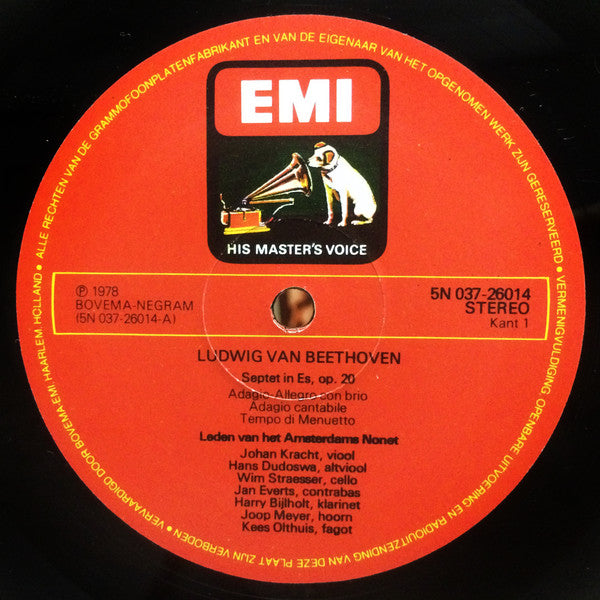 • ALLE RECHTEN VAN DE GRAMMOFOONPLATENFABRIKANT EN VAN DE EIGENAAR VAN HET OPGENOMEN WERK ZIJN GERESERVEERD • VERMENIGVULDIGING OPENBARE UITVOERING EN RADIOUITZENDING VAN DEZE PLAAT ZIJN VERBODEN • VERVAARDIGD DOOR BOVEMA/EMI HAARLEM HOLLAND
EMI
HIS MASTER'S VOICE
℗ 1978
BOVEMA-NEGRAM
(5N 037-26014-A)
5N 037-26014
STEREO
Kant 1
LUDWIG VAN BEETHOVEN
Septet in Es, op. 20
Adagio-Allegro con brio
Adagio cantabile
Tempo di Menuetto
Leden van het Amsterdams Nonet
Johan Kracht, viool
Hans Dudoswa, altviool
Wim Straesser, cello
Jan Everts, contrabas
Harry Bijlholt, klarinet
Joop Meyer, hoorn
Kees Olthuis, fagot